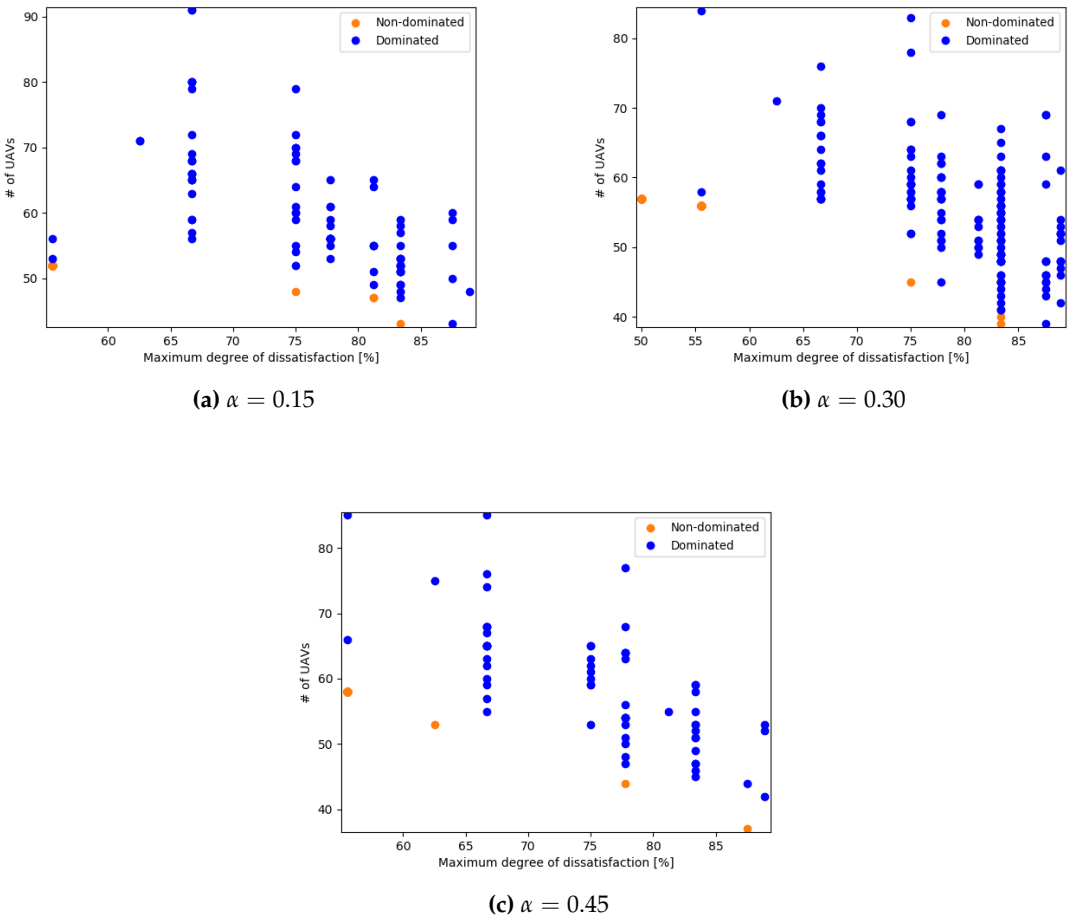 90
80
70
60
50
# of UAVs
Non-dominated
Dominated
60 65 70 75 80 85
Maximum degree of dissatisfaction [%]
(a) α = 0.15
80
70
60
50
40
# of UAVs
Non-dominated
Dominated
50 55 60 65 70 75 80 85
Maximum degree of dissatisfaction [%]
(b) α = 0.30
80
70
60
50
40
# of UAVs
Non-dominated
Dominated
60 65 70 75 80 85
Maximum degree of dissatisfaction [%]
(c) α = 0.45